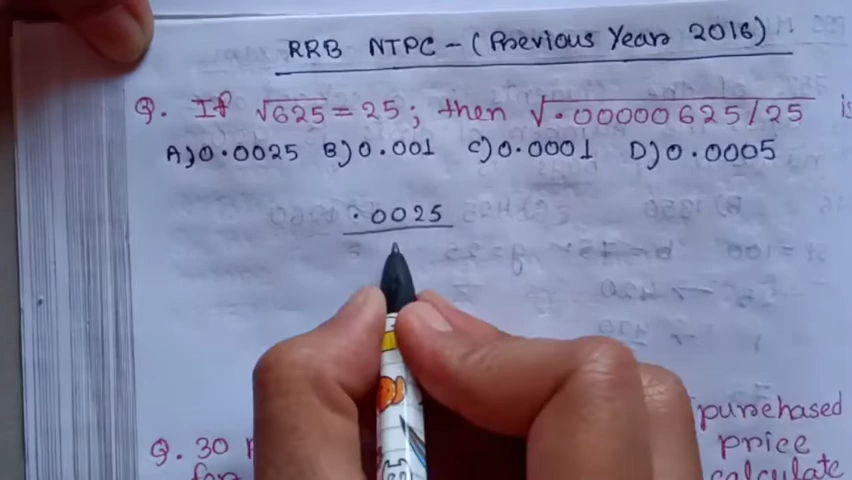 RRB NTPC - (Previous Year 2016)
Q. If √625 = 25; then √.00000625/25 is
A) 0.0025 B) 0.001 C) 0.0001 D) 0.0005
.0025
purchased
Q. 30
price
for
calculate